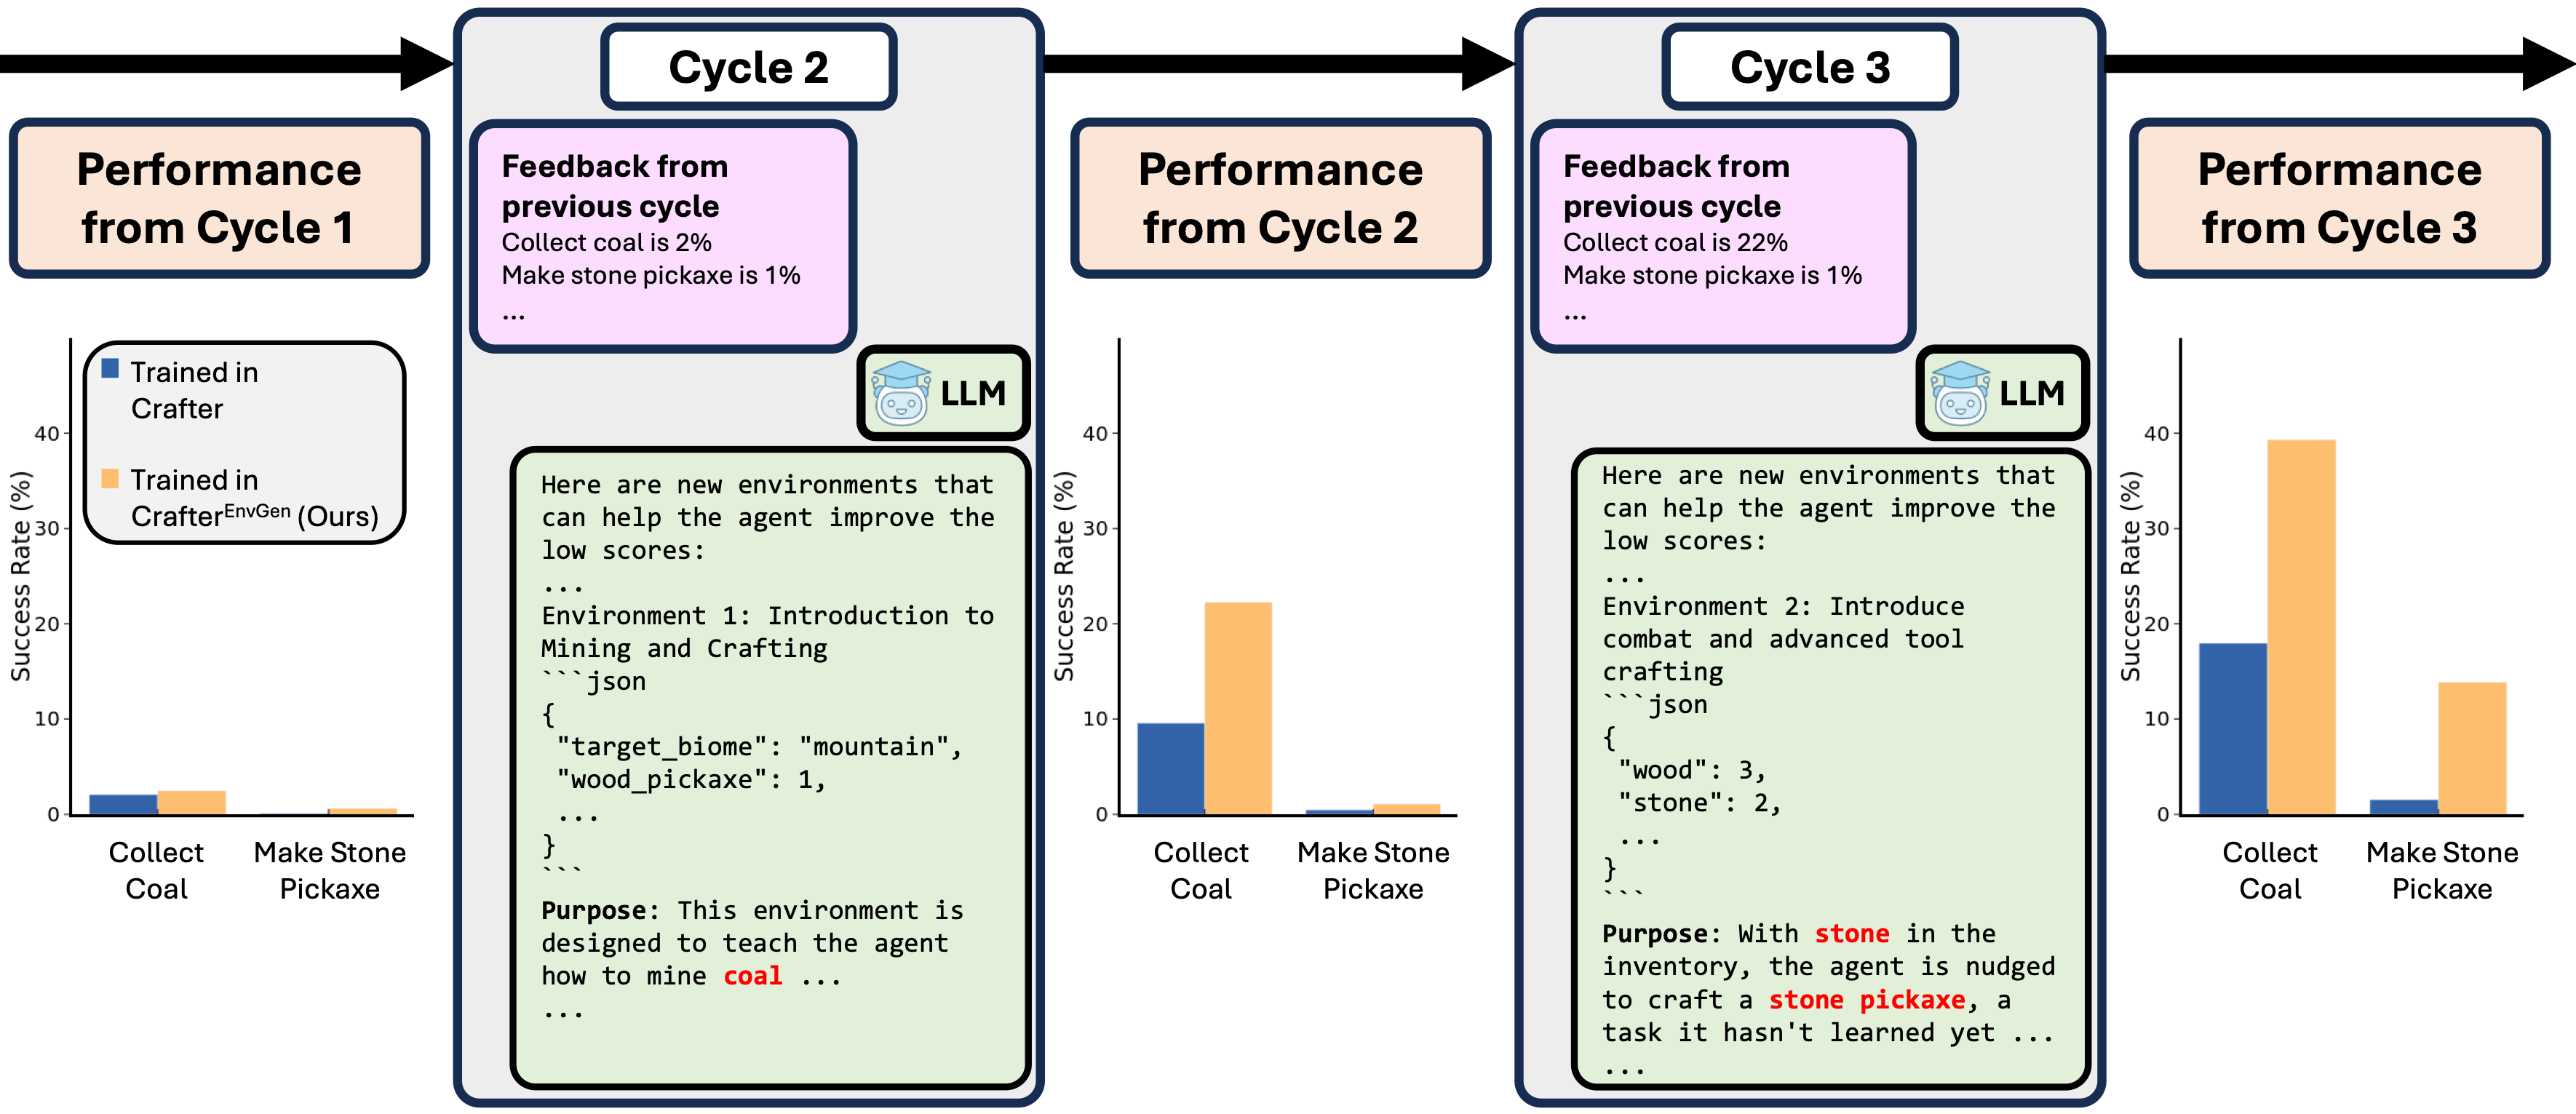 Performance
from Cycle 1
Trained in
Crafter
Trained in
Crafter^EnvGen (Ours)
Success Rate (%)
40
30
20
10
0
Collect
Coal
Make Stone
Pickaxe
Cycle 2
Feedback from
previous cycle
Collect coal is 2%
Make stone pickaxe is 1%
...
LLM
Here are new environments that
can help the agent improve the
low scores:
...
Environment 1: Introduction to
Mining and Crafting
```json
{
"target_biome": "mountain",
"wood_pickaxe": 1,
...
}
```
Purpose: This environment is
designed to teach the agent
how to mine coal ...
...
Performance
from Cycle 2
Success Rate (%)
40
30
20
10
0
Collect
Coal
Make Stone
Pickaxe
Cycle 3
Feedback from
previous cycle
Collect coal is 22%
Make stone pickaxe is 1%
...
LLM
Here are new environments that
can help the agent improve the
low scores:
...
Environment 2: Introduce
combat and advanced tool
crafting
```json
{
"wood": 3,
"stone": 2,
...
}
```
Purpose: With stone in the
inventory, the agent is nudged
to craft a stone pickaxe, a
task it hasn't learned yet ...
...
Performance
from Cycle 3
Success Rate (%)
40
30
20
10
0
Collect
Coal
Make Stone
Pickaxe